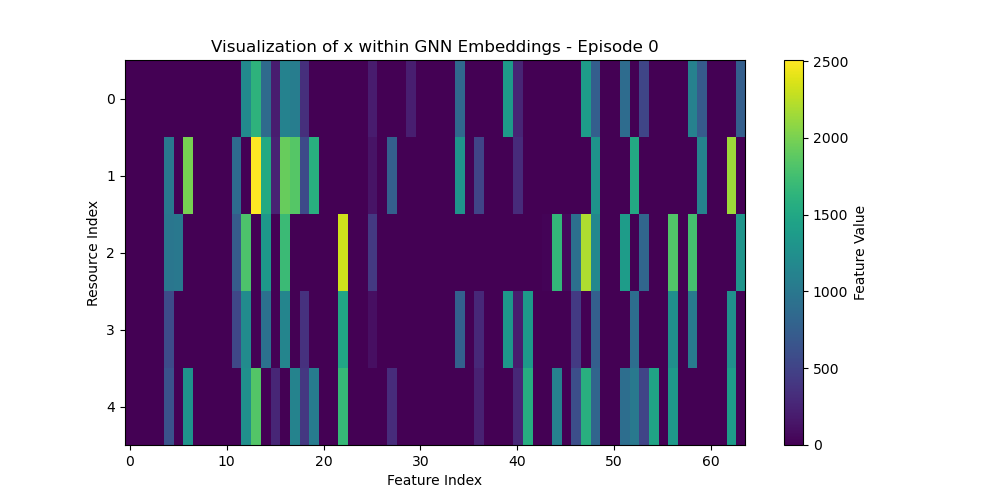 Visualization of x within GNN Embeddings - Episode 0
Resource Index
0
1
2
3
4
0 10 20 30 40 50 60
Feature Index
2500
2000
1500
1000
500
0
Feature Value